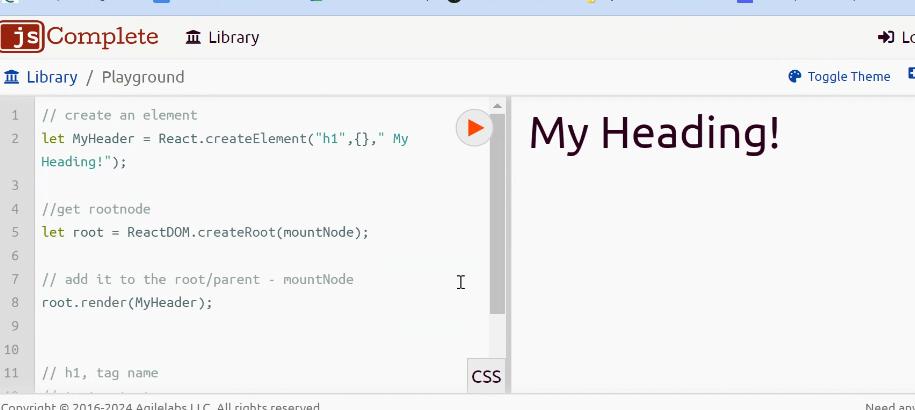 jsComplete
Library
Lo
Library / Playground
Toggle Theme
1 // create an element
2 let MyHeader = React.createElement("h1",{}," My
Heading!");
3
4 //get rootnode
5 let root = ReactDOM.createRoot(mountNode);
6
7 // add it to the root/parent - mountNode
8 root.render(MyHeader);
9
10
11 // h1, tag name
CSS
My Heading!
Copyright © 2016-2024 Agilelabs LLC. All rights reserved.
Need any